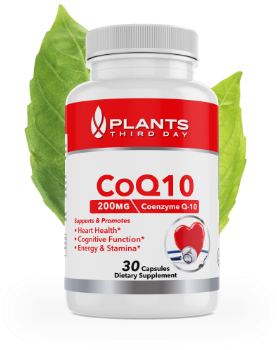 PLANTS
THIRD DAY
CoQ10
200MG Coenzyme Q-10
Supports & Promotes
•Heart Health*
•Cognitive Function*
•Energy & Stamina*
30 Capsules
Dietary Supplement